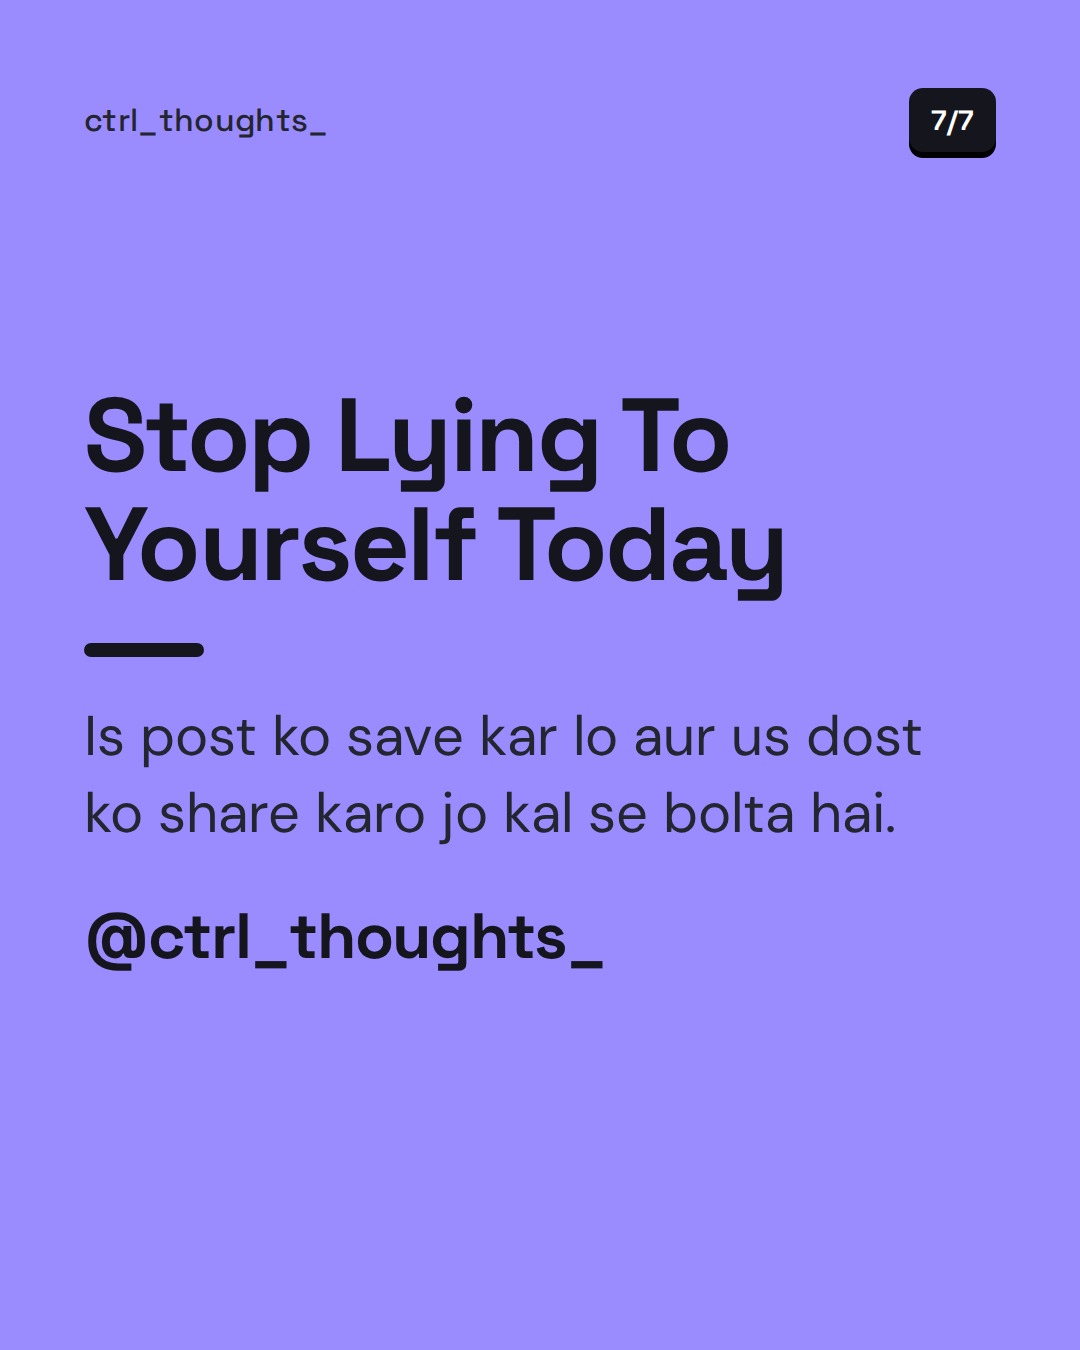 ctrl_thoughts_
7/7
Stop Lying To
Yourself Today
Is post ko save kar lo aur us dost
ko share karo jo kal se bolta hai.
@ctrl_thoughts_